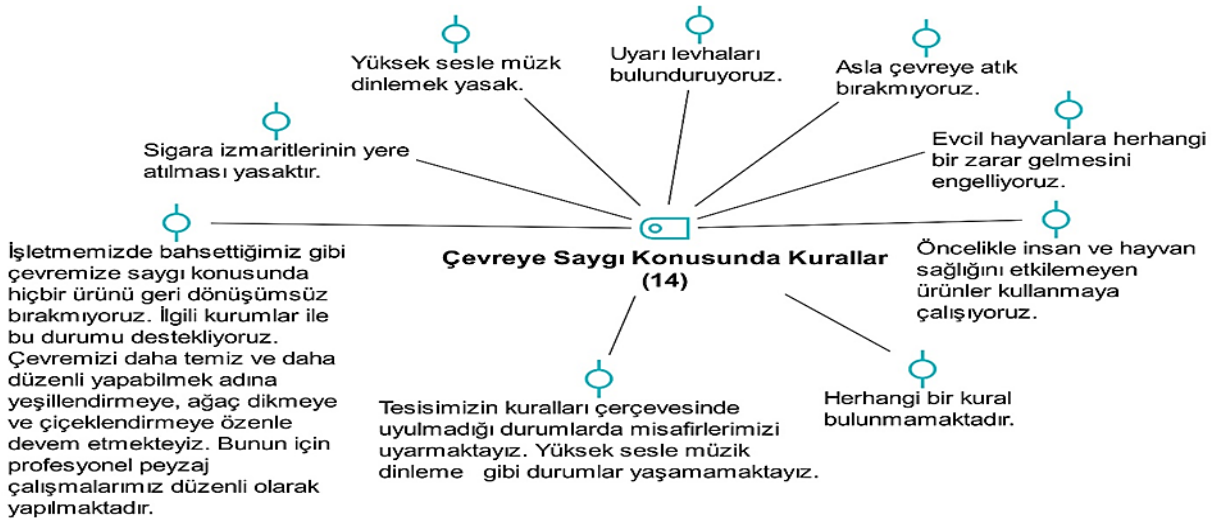 Yüksek sesle müzk
dinlemek yasak.
Uyarı levhaları
bulunduruyoruz.
Asla çevreye atık
bırakmıyoruz.
Sigara izmaritlerinin yere
atılması yasaktır.
Evcil hayvanlara herhangi
bir zarar gelmesini
engelliyoruz.
İşletmemizde bahsettiğimiz gibi
çevremize saygı konusunda
hiçbir ürünü geri dönüşümsüz
bırakmıyoruz. İlgili kurumlar ile
bu durumu destekliyoruz.
Çevremizi daha temiz ve daha
düzenli yapabilmek adına
yeşillendirmeye, ağaç dikmeye
ve çiçeklendirmeye özenle
devem etmekteyiz. Bunun için
profesyonel peyzaj
çalışmalarımız düzenli olarak
yapılmaktadır.
Çevreye Saygı Konusunda Kurallar
(14)
Öncelikle insan ve hayvan
sağlığını etkilemeyen
ürünler kullanmaya
çalışıyoruz.
Tesisimizin kuralları çerçevesinde
uyulmadığı durumlarda misafirlerimizi
uyarmaktayız. Yüksek sesle müzik
dinleme gibi durumlar yaşamamaktayız.
Herhangi bir kural
bulunmamaktadır.